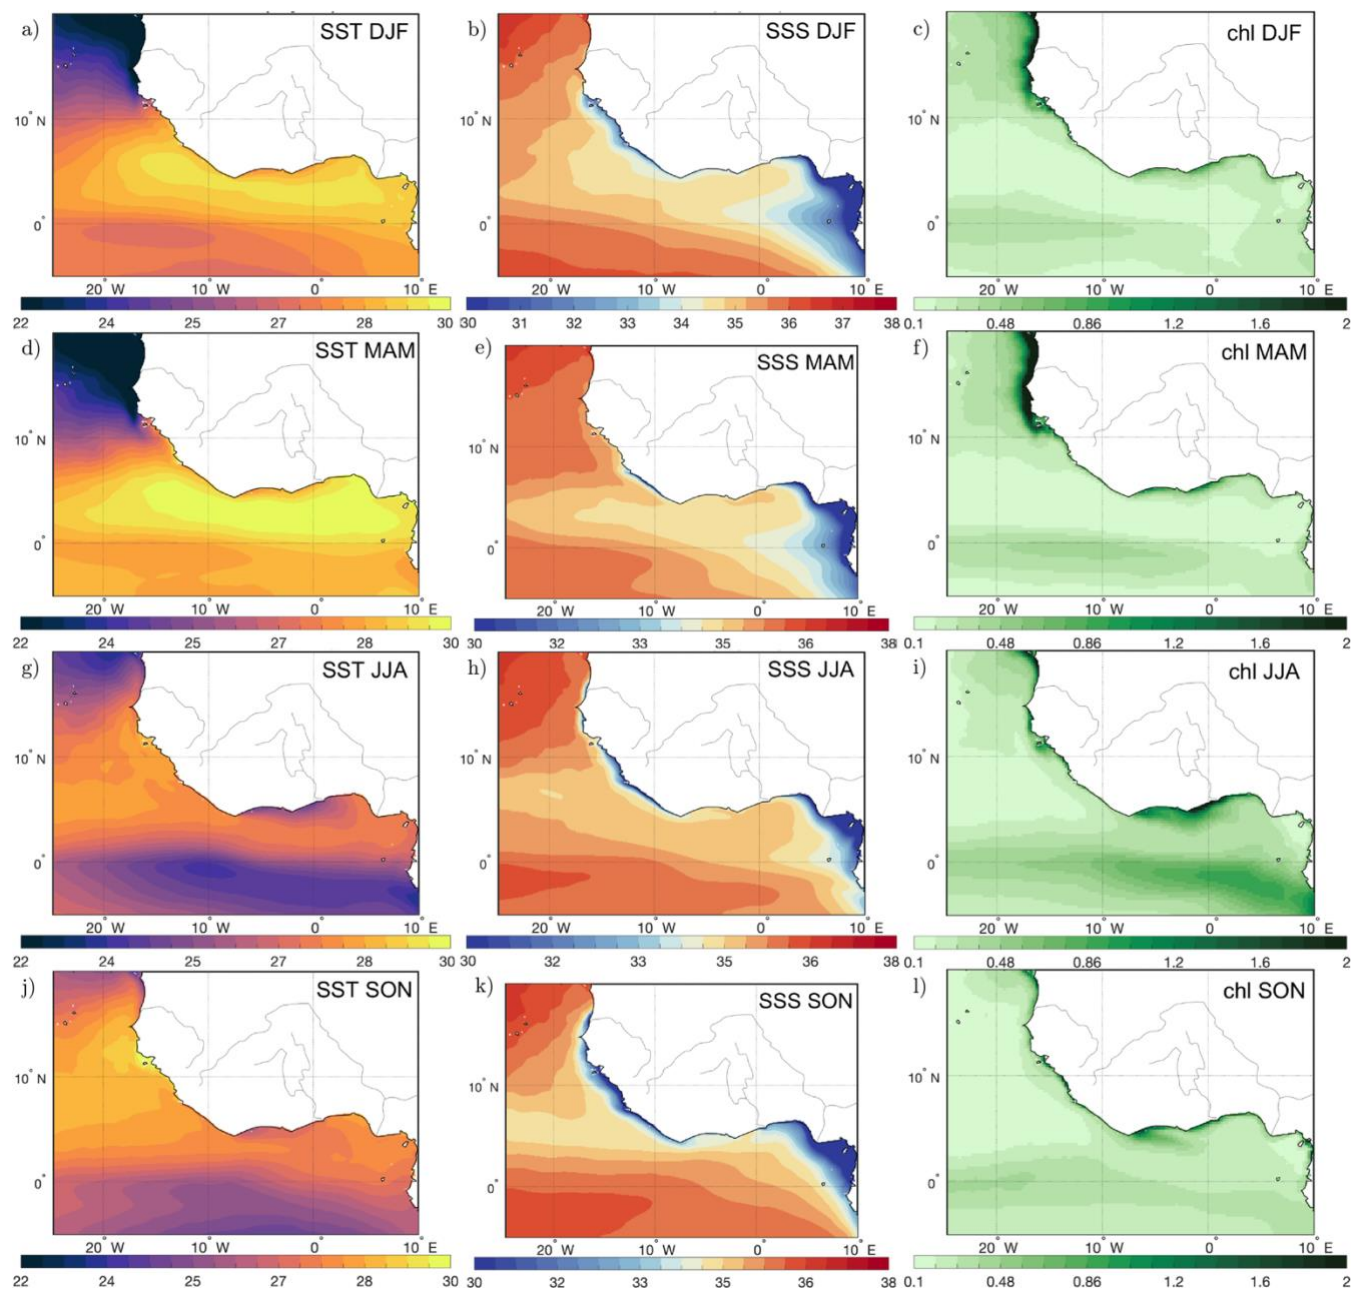 a) SST DJF b) SSS DJF c) chl DJF
10° N 10° N 10° N
0° 0° 0°
20° W 10° W 0° 10° E 20° W 10° W 0° 10° E 20° W 10° W 0° 10° E
22 24 25 27 28 30 30 31 32 33 34 35 36 37 38 0.1 0.48 0.86 1.2 1.6 2
d) SST MAM e) SSS MAM f) chl MAM
10° N 10° N 10° N
0° 0° 0°
20° W 10° W 0° 10° E 20° W 10° W 0° 10° E 20° W 10° W 0° 10° E
22 24 25 27 28 30 30 32 33 35 36 38 0.1 0.48 0.86 1.2 1.6 2
g) SST JJA h) SSS JJA i) chl JJA
10° N 10° N 10° N
0° 0° 0°
20° W 10° W 0° 10° E 20° W 10° W 0° 10° E 20° W 10° W 0° 10° E
22 24 25 27 28 30 30 32 33 35 36 38 0.1 0.48 0.86 1.2 1.6 2
j) SST SON k) SSS SON l) chl SON
10° N 10° N 10° N
0° 0° 0°
20° W 10° W 0° 10° E 20° W 10° W 0° 10° E 20° W 10° W 0° 10° E
22 24 25 27 28 30 30 32 33 35 36 38 0.1 0.48 0.86 1.2 1.6 2